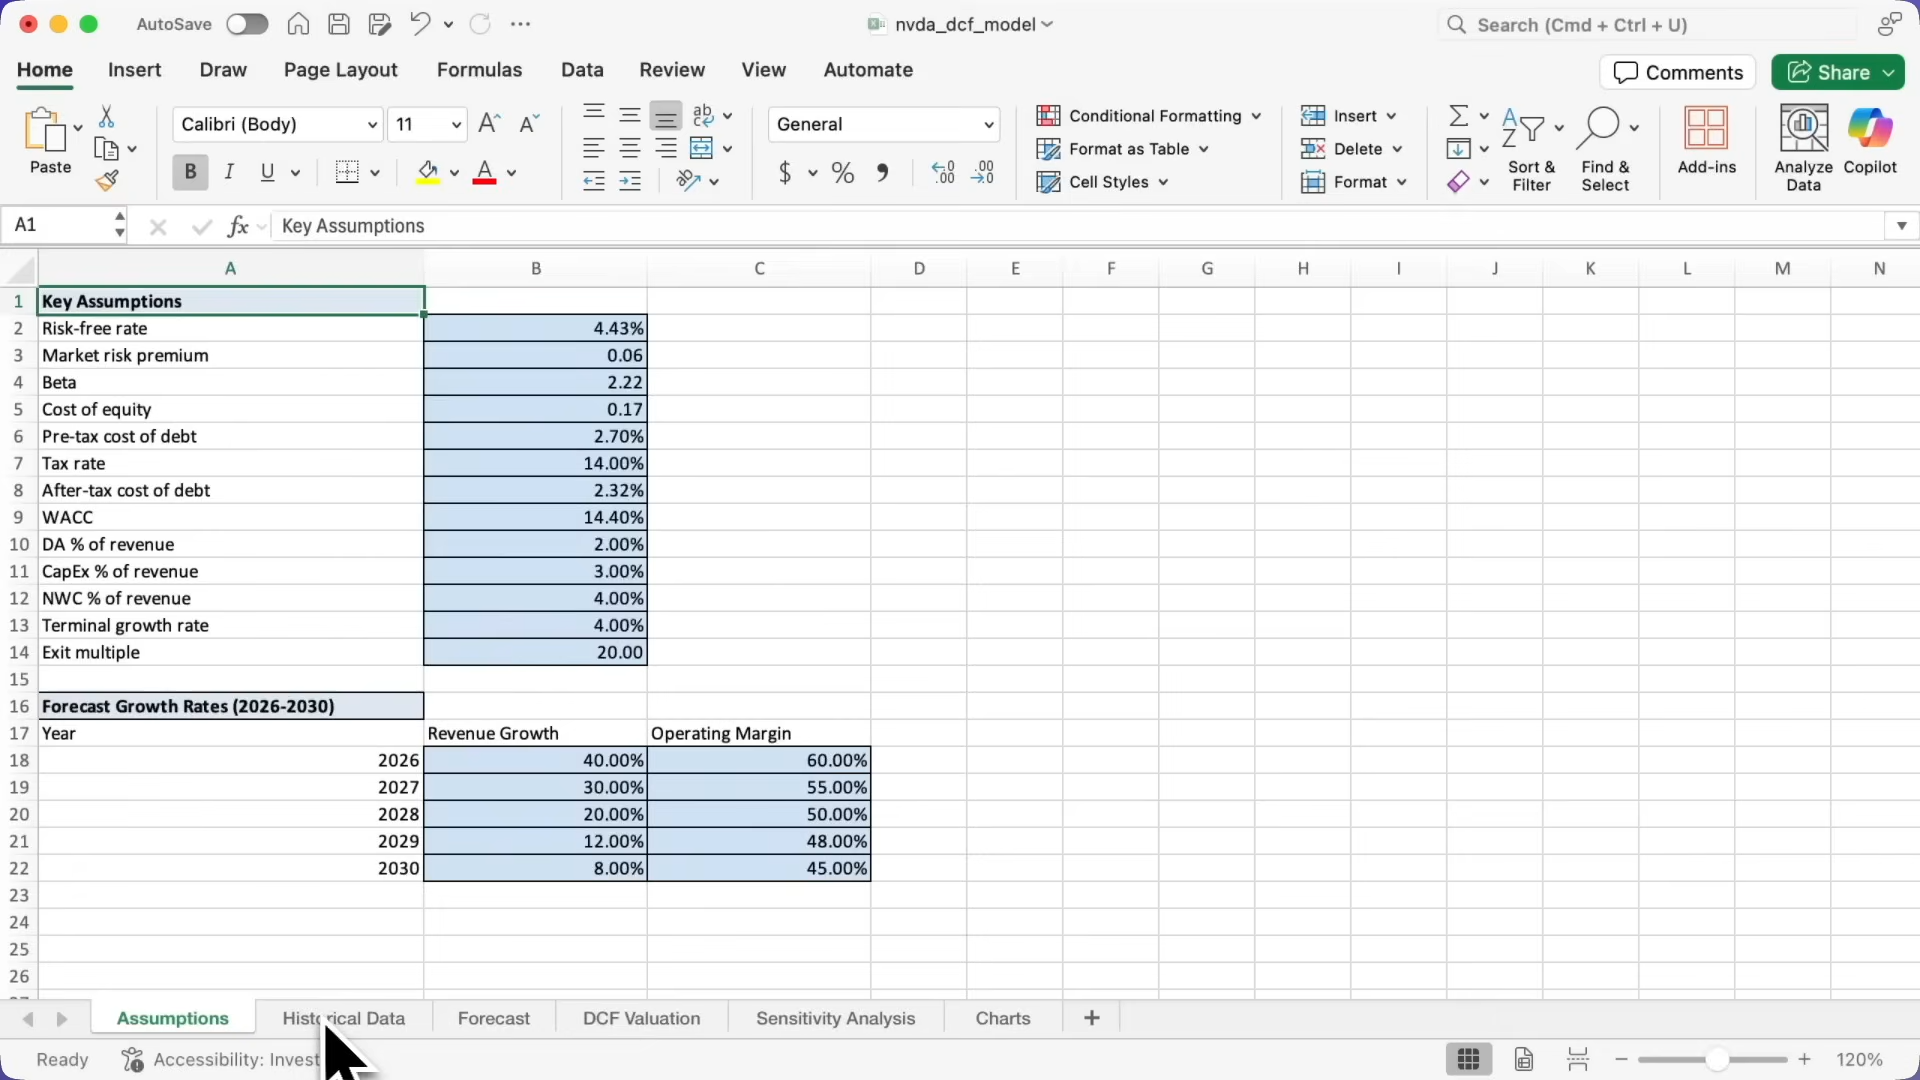 AutoSave
nvda_dcf_model
Search (Cmd + Ctrl + U)
Home Insert Draw Page Layout Formulas Data Review View Automate
Comments
Share
Paste
Calibri (Body) 11
B I U
General
$ % 9
Conditional Formatting
Format as Table
Cell Styles
Insert
Delete
Format
Sort & Filter
Find & Select
Add-ins
Analyze Data
Copilot
A1 fx Key Assumptions
A B C D E F G H I J K L M N
1 Key Assumptions
2 Risk-free rate 4.43%
3 Market risk premium 0.06
4 Beta 2.22
5 Cost of equity 0.17
6 Pre-tax cost of debt 2.70%
7 Tax rate 14.00%
8 After-tax cost of debt 2.32%
9 WACC 14.40%
10 DA % of revenue 2.00%
11 CapEx % of revenue 3.00%
12 NWC % of revenue 4.00%
13 Terminal growth rate 4.00%
14 Exit multiple 20.00
15
16 Forecast Growth Rates (2026-2030)
17 Year Revenue Growth Operating Margin
18 2026 40.00% 60.00%
19 2027 30.00% 55.00%
20 2028 20.00% 50.00%
21 2029 12.00% 48.00%
22 2030 8.00% 45.00%
23
24
25
26
Assumptions Historical Data Forecast DCF Valuation Sensitivity Analysis Charts +
Ready Accessibility: Invest
120%